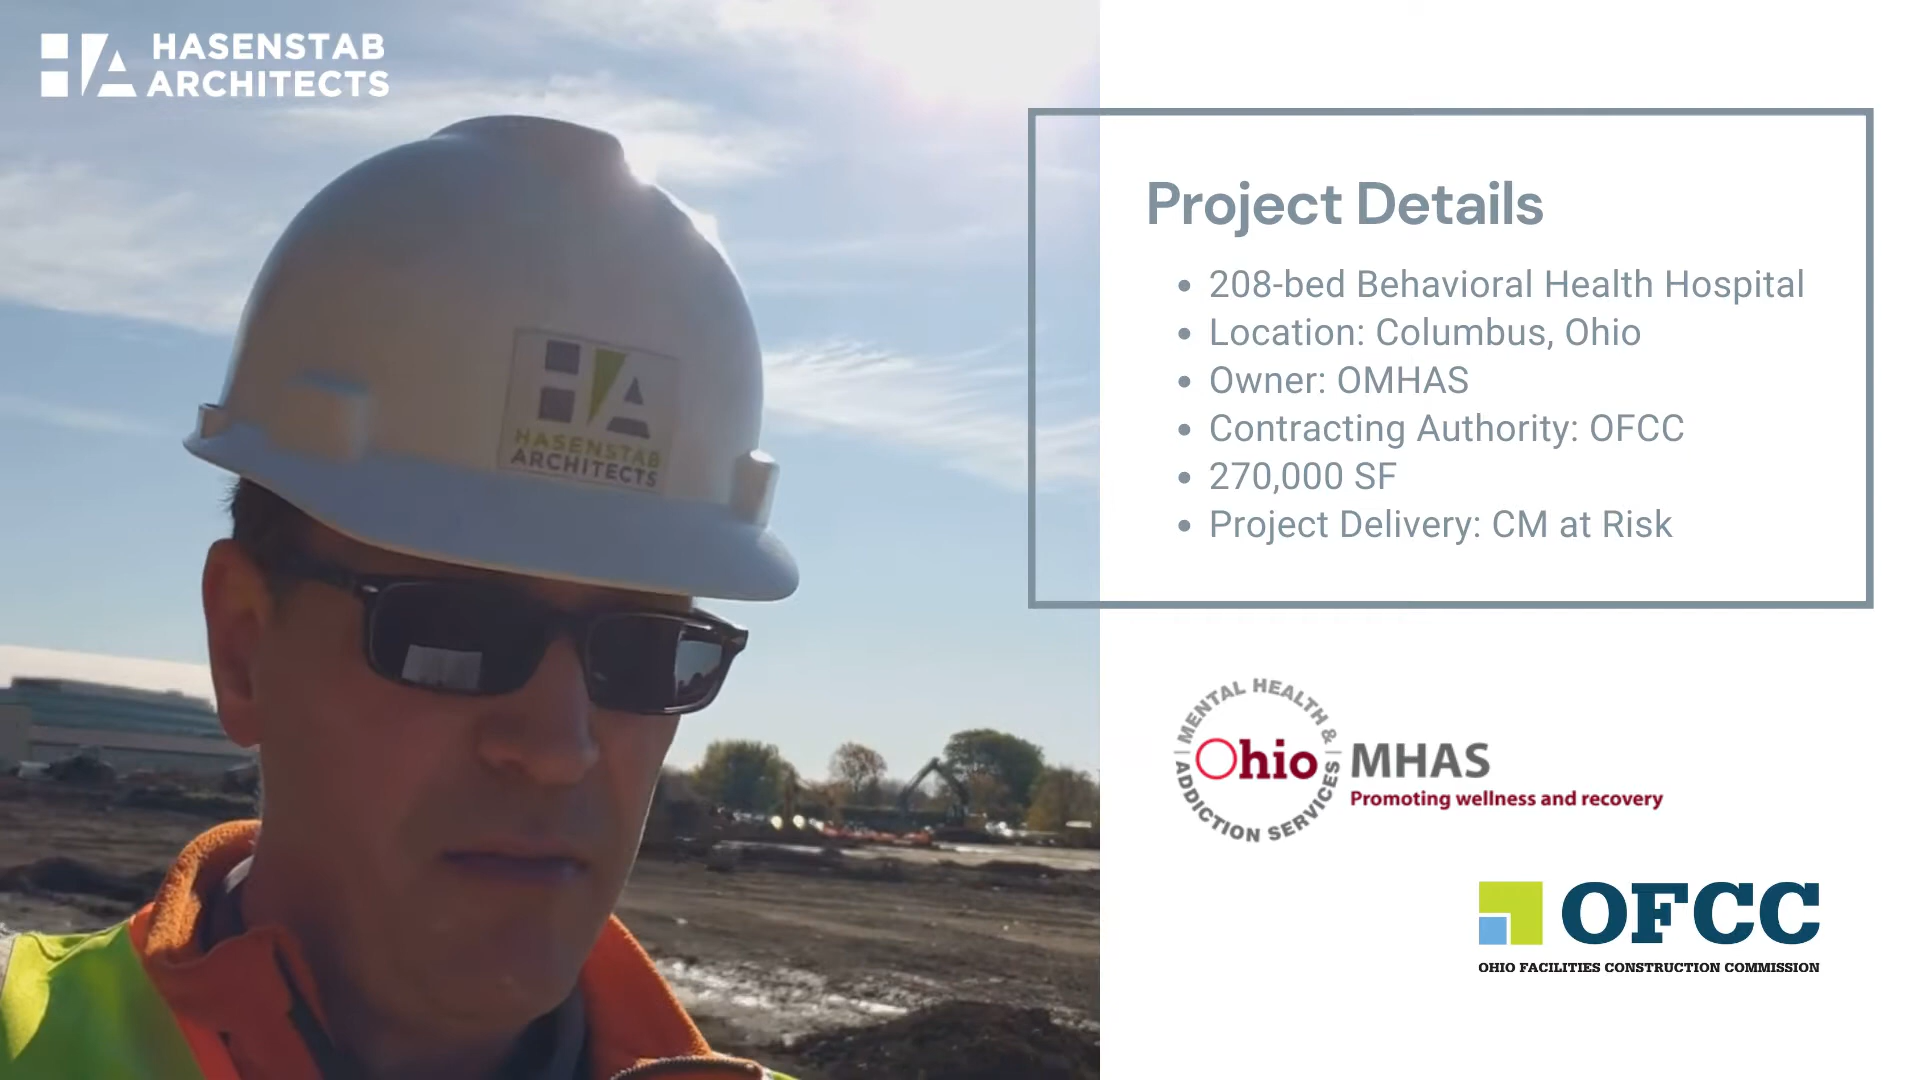 HASENSTAB
ARCHITECTS
HASENSTAB
ARCHITECTS
Project Details
• 208-bed Behavioral Health Hospital
• Location: Columbus, Ohio
• Owner: OMHAS
• Contracting Authority: OFCC
• 270,000 SF
• Project Delivery: CM at Risk
MENTAL HEALTH &
Ohio
ADDICTION SERVICES
MHAS
Promoting wellness and recovery
OFCC
OHIO FACILITIES CONSTRUCTION COMMISSION